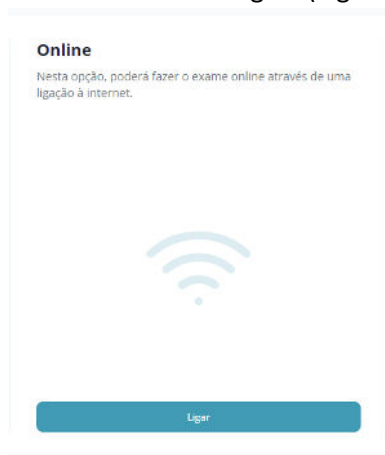 Online
Nesta opção, poderá fazer o exame online através de uma
ligação à internet.
Ligar